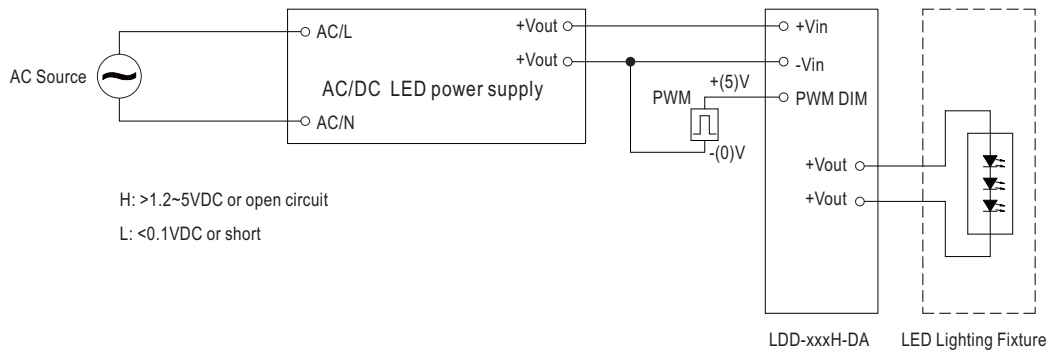 AC Source
AC/L
AC/N
AC/DC LED power supply
+Vout
+Vout
PWM
+(5)V
-(0)V
+Vin
-Vin
PWM DIM
+Vout
+Vout
H: >1.2~5VDC or open circuit
L: <0.1VDC or short
LDD-xxxH-DA
LED Lighting Fixture